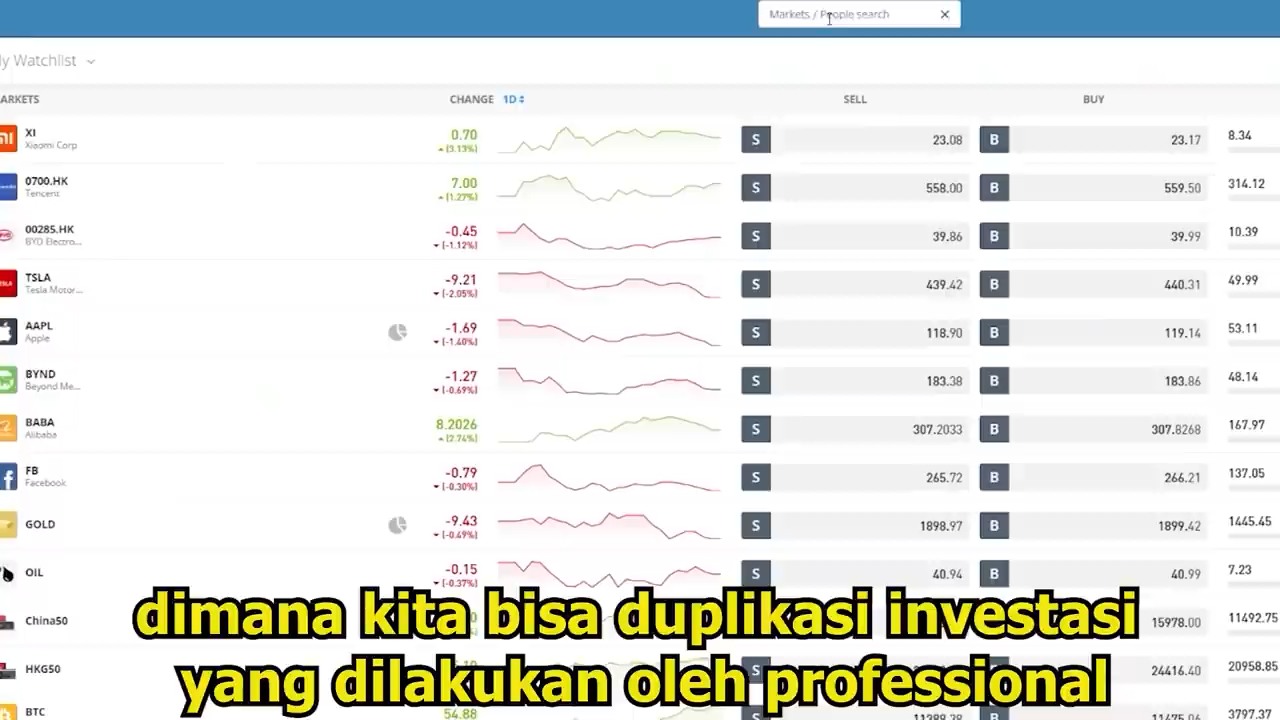 Markets / People search
ly Watchlist
ARKETS CHANGE 1D SELL BUY
XI
Xiaomi Corp
0.70
(3.13%)
S 23.08 B 23.17 8.34
0700.HK
Tencent
7.00
(1.27%)
S 558.00 B 559.50 314.12
00285.HK
BYD Electro...
-0.45
(-1.12%)
S 39.86 B 39.99 10.39
TSLA
Tesla Motor...
-9.21
(-2.05%)
S 439.42 B 440.31 49.99
AAPL
Apple
-1.69
(-1.40%)
S 118.90 B 119.14 53.11
BYND
Beyond Me...
-1.27
(-0.69%)
S 183.38 B 183.86 48.14
BABA
Alibaba
8.2026
(2.74%)
S 307.2033 B 307.8268 167.97
FB
Facebook
-0.79
(-0.30%)
S 265.72 B 266.21 137.05
GOLD
-9.43
(-0.49%)
S 1898.97 B 1899.42 1445.45
OIL
-0.15
(-0.37%)
S 40.94 B 40.99 7.23
China50 15978.00 11492.75
HKG50 S 24416.40 20958.85
BTC 54.88 3797.37
dimana kita bisa duplikasi investasi
yang dilakukan oleh professional